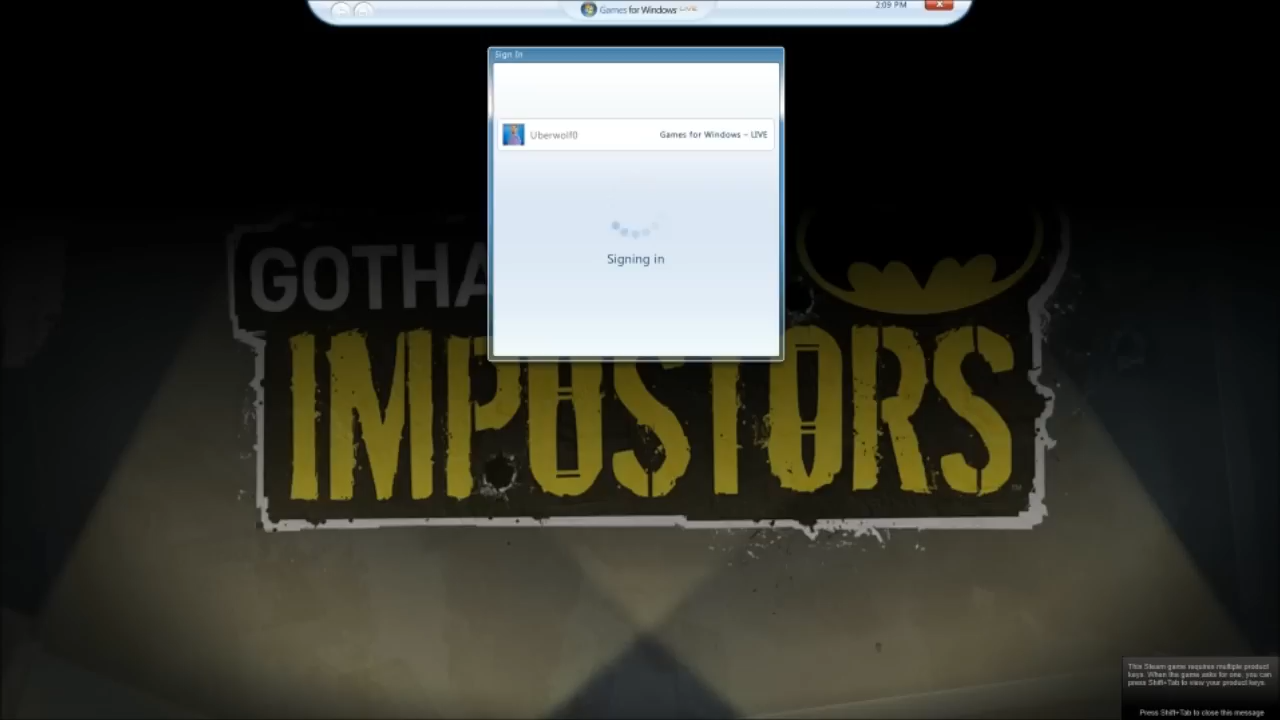 Games for Windows LIVE
2:09 PM
Sign In
Uberwolf0
Games for Windows - LIVE
Signing in
GOTHA
IMPOSTORS
TM
This Steam game requires multiple product
keys. When the game asks for one, you can
press Shift+Tab to view your product keys.
Press Shift+Tab to close this message